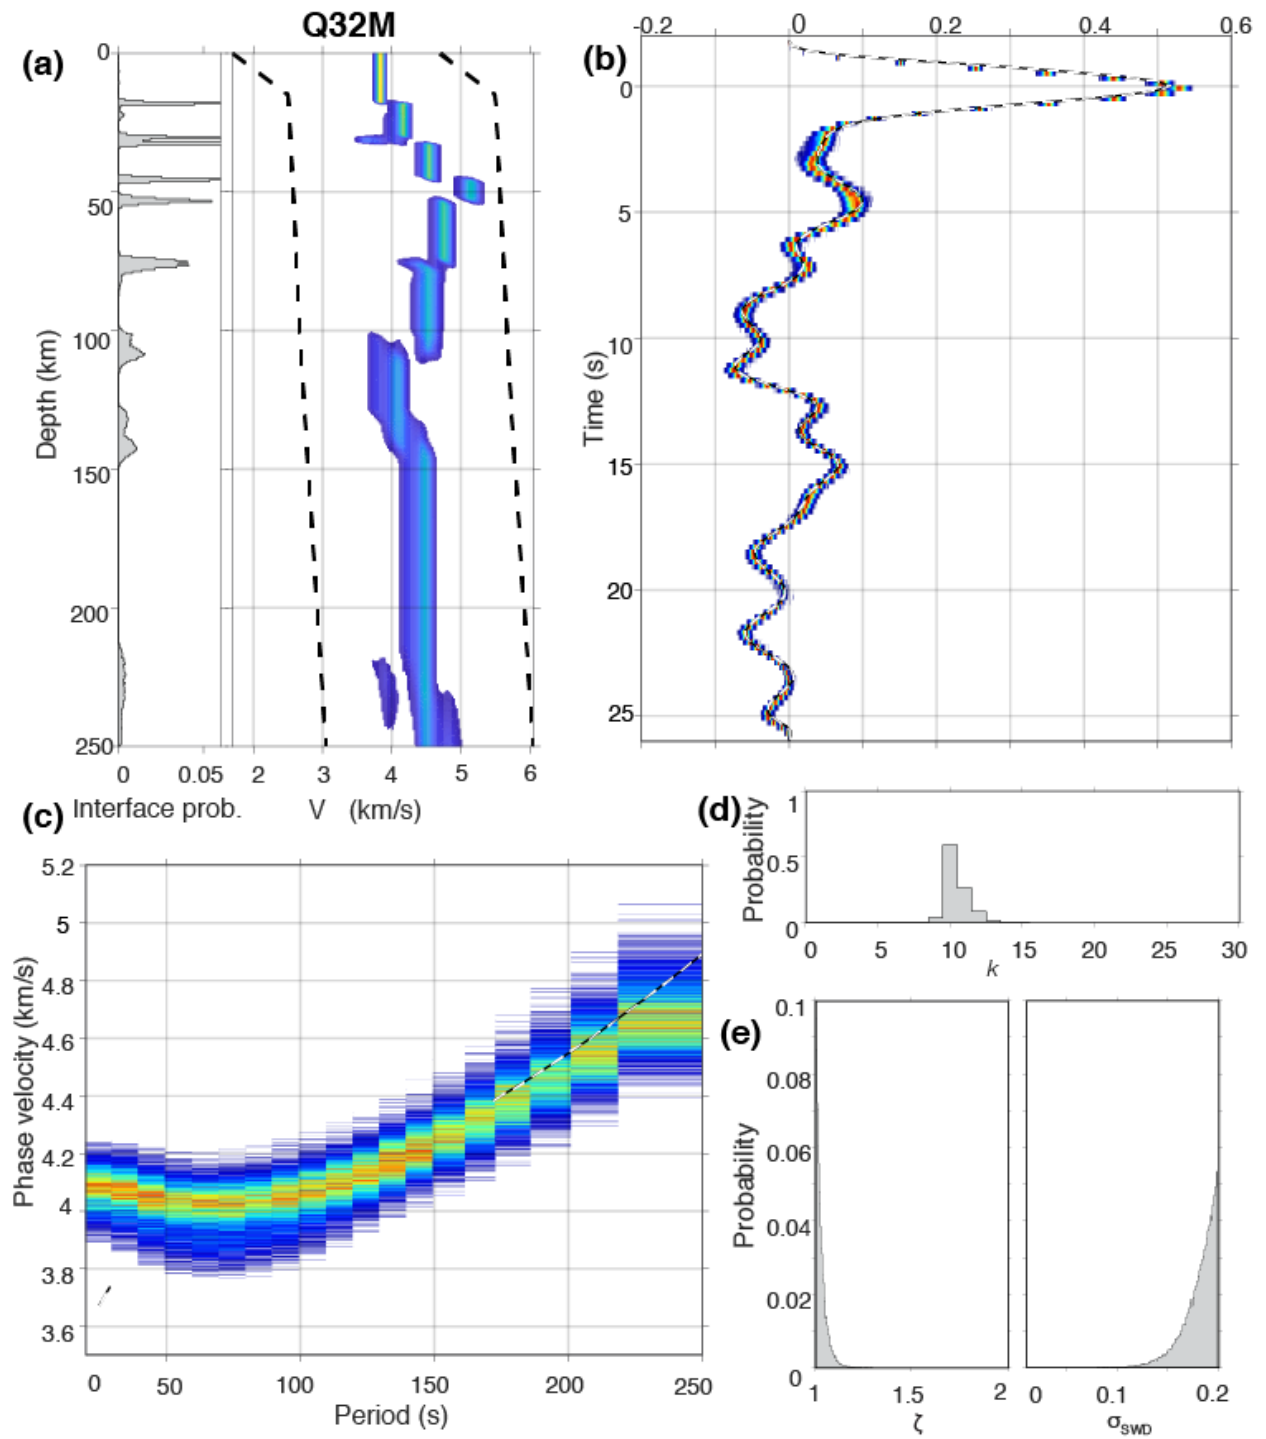 Q32M
(a)
0
50
100
150
200
250
Depth (km)
0 0.05 2 3 4 5 6
Interface prob. V (km/s)
(b)
-0.2 0 0.2 0.4 0.6
0
5
10
15
20
25
Time (s)
(c)
5.2
5
4.8
4.6
4.4
4.2
4
3.8
3.6
Phase velocity (km/s)
0 50 100 150 200 250
Period (s)
(d)
1
0.5
0
Probability
0 5 10 15 20 25 30
k
(e)
0.1
0.08
0.06
0.04
0.02
0
Probability
1 1.5 2 0 0.1 0.2
ζ σSWD